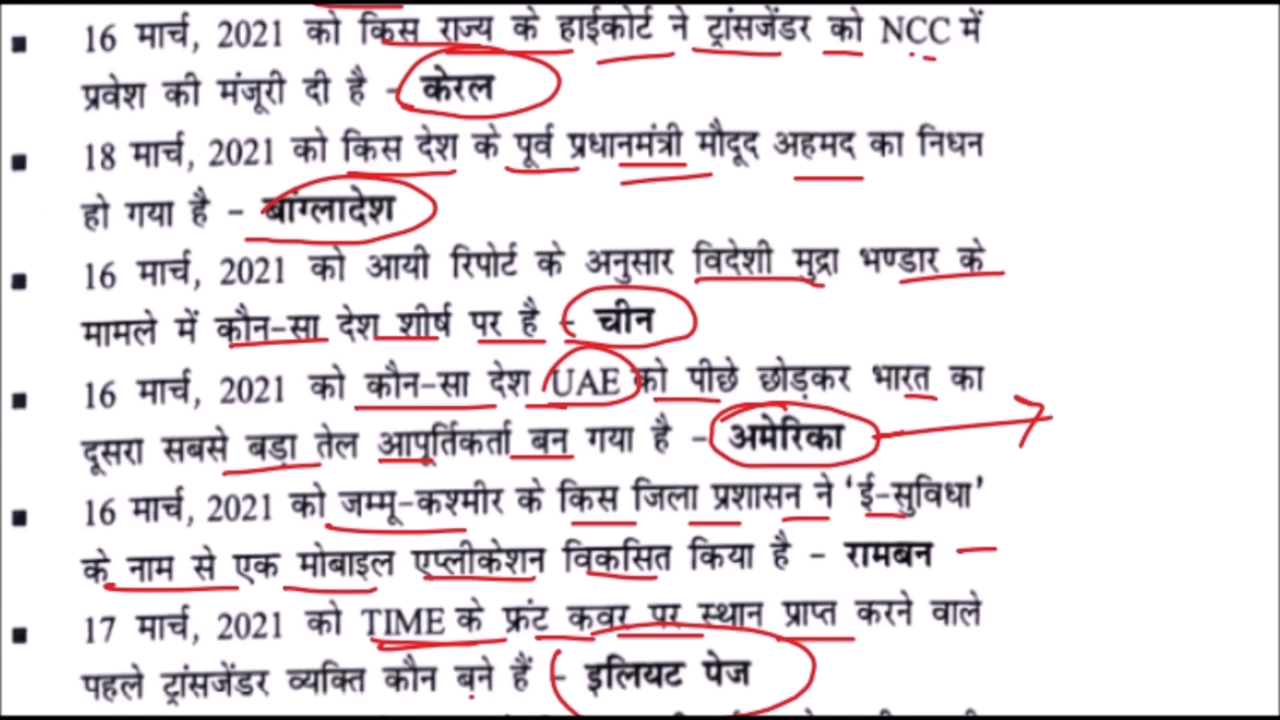 ▪ 16 मार्च, 2021 को किस राज्य के हाईकोर्ट ने ट्रांसजेंडर को NCC में
प्रवेश की मंजूरी दी है - केरल
▪ 18 मार्च, 2021 को किस देश के पूर्व प्रधानमंत्री मौदूद अहमद का निधन
हो गया है - बांग्लादेश
▪ 16 मार्च, 2021 को आयी रिपोर्ट के अनुसार विदेशी मुद्रा भण्डार के
मामले में कौन-सा देश शीर्ष पर है - चीन
▪ 16 मार्च, 2021 को कौन-सा देश UAE को पीछे छोड़कर भारत का
दूसरा सबसे बड़ा तेल आपूर्तिकर्ता बन गया है - अमेरिका
▪ 16 मार्च, 2021 को जम्मू-कश्मीर के किस जिला प्रशासन ने ‘ई-सुविधा’
के नाम से एक मोबाइल एप्लीकेशन विकसित किया है - रामबन
▪ 17 मार्च, 2021 को TIME के फ्रंट कवर पर स्थान प्राप्त करने वाले
पहले ट्रांसजेंडर व्यक्ति कौन बने हैं - इलियट पेज